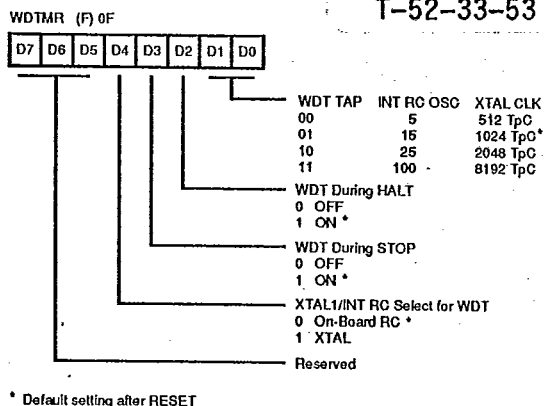 T-52-33-53
WDTMR (F) 0F
D7 D6 D5 D4 D3 D2 D1 D0
WDT TAP INT RC OSC XTAL CLK
00 5 512 TpC
01 15 1024 TpC*
10 25 2048 TpC
11 100 8192 TpC
WDT During HALT
0 OFF
1 ON *
WDT During STOP
0 OFF
1 ON *
XTAL1/INT RC Select for WDT
0 On-Board RC *
1 XTAL
Reserved
* Default setting after RESET